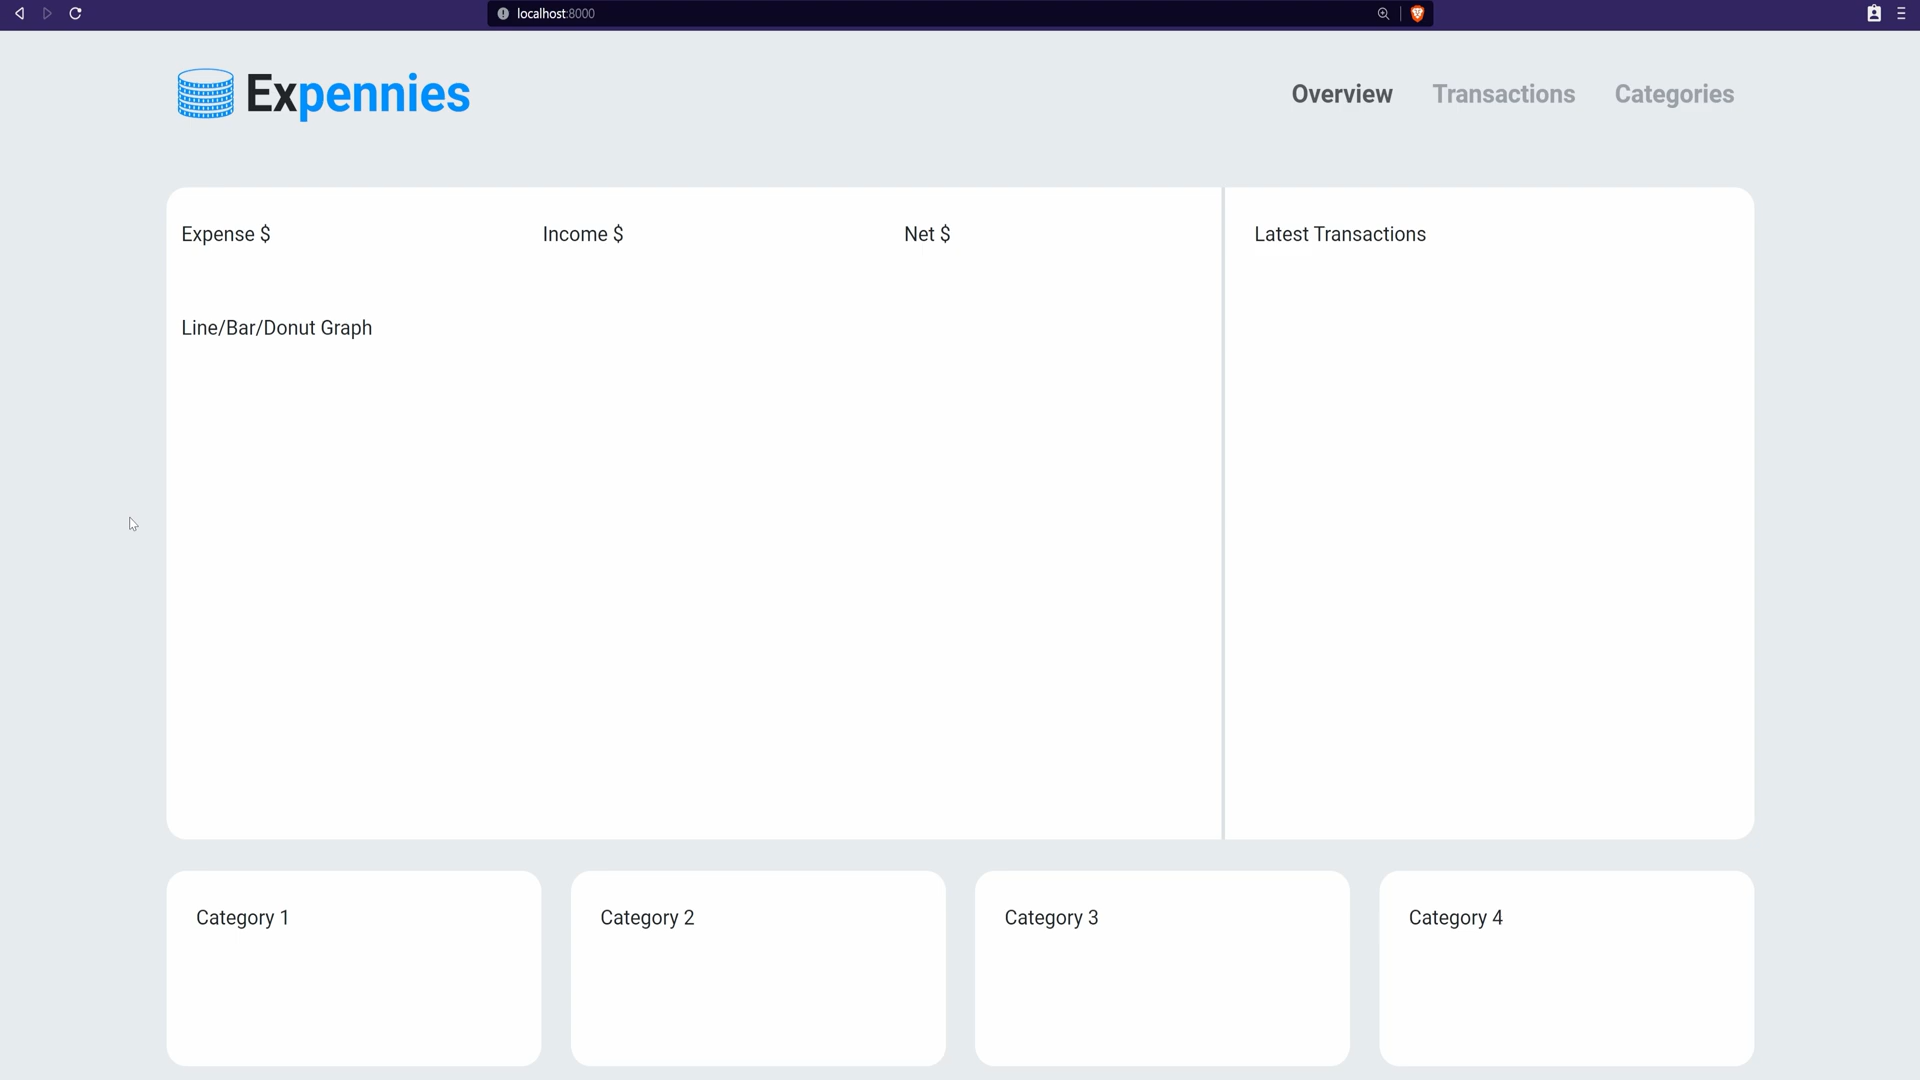 localhost:8000
Expennies
Overview Transactions Categories
Expense $ Income $ Net $
Latest Transactions
Line/Bar/Donut Graph
Category 1
Category 2
Category 3
Category 4